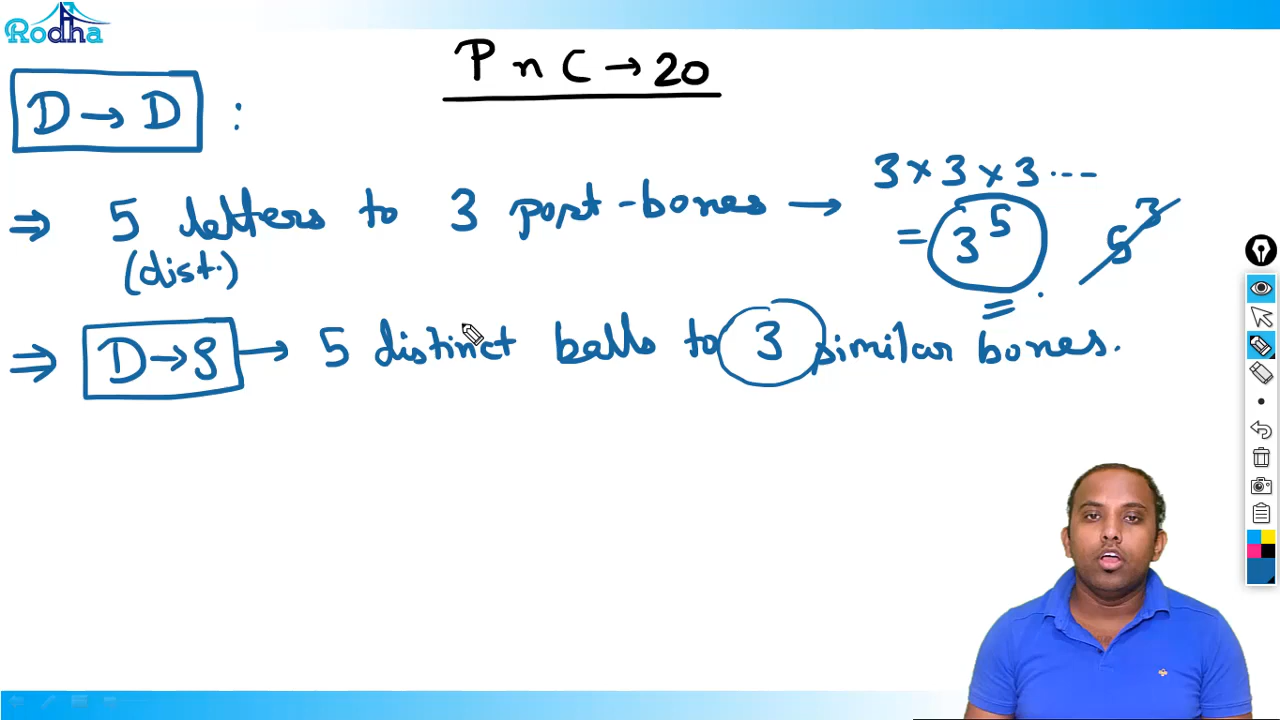 Rodha
P n C → 20
D → D :
3 × 3 × 3 ...
⇒ 5 letters to 3 post-boxes →
= 3⁵ 5³
(dist.)
⇒ D → S → 5 distinct balls to 3 similar boxes.